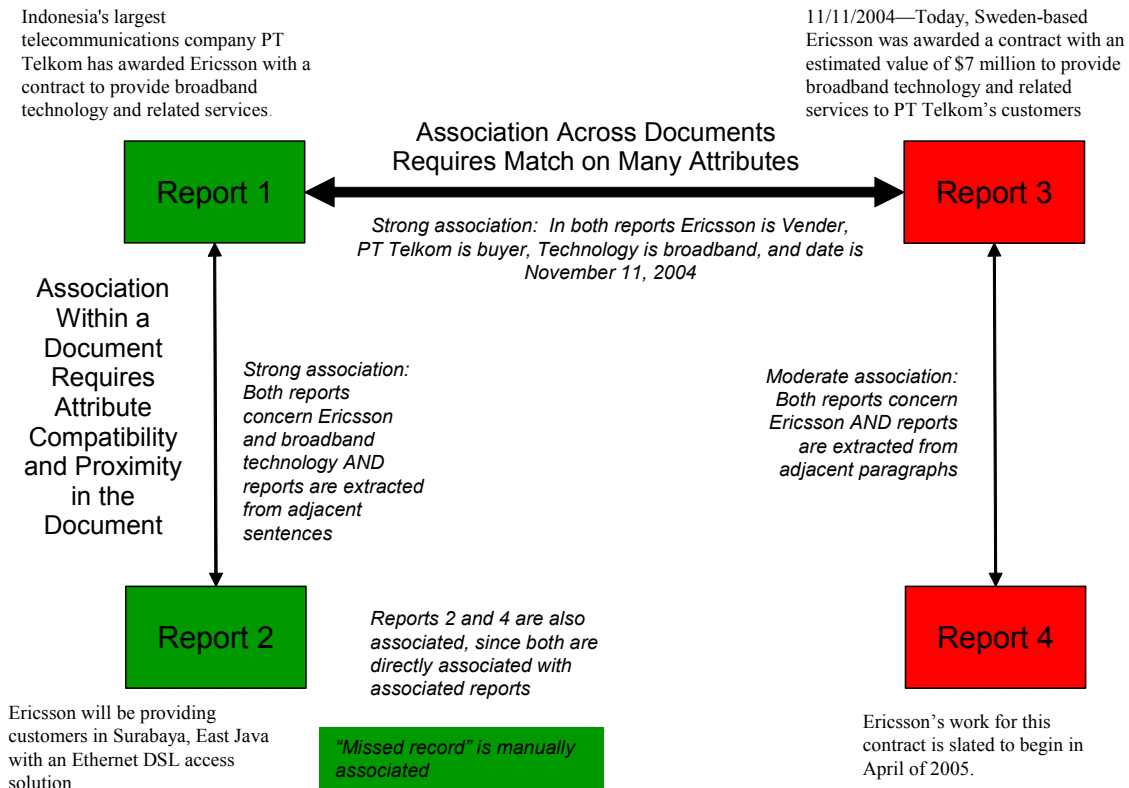 Indonesia's largest
telecommunications company PT
Telkom has awarded Ericsson with a
contract to provide broadband
technology and related services.
11/11/2004—Today, Sweden-based
Ericsson was awarded a contract with an
estimated value of $7 million to provide
broadband technology and related
services to PT Telkom's customers
Association Across Documents
Requires Match on Many Attributes
Report 1
Report 3
Strong association: In both reports Ericsson is Vender,
PT Telkom is buyer, Technology is broadband, and date is
November 11, 2004
Association
Within a
Document
Requires
Attribute
Compatibility
and Proximity
in the
Document
Strong association:
Both reports
concern Ericsson
and broadband
technology AND
reports are extracted
from adjacent
sentences
Moderate association:
Both reports concern
Ericsson AND reports
are extracted from
adjacent paragraphs
Report 2
Reports 2 and 4 are also
associated, since both are
directly associated with
associated reports
Report 4
Ericsson will be providing
customers in Surabaya, East Java
with an Ethernet DSL access
solution
“Missed record” is manually
associated
Ericsson’s work for this
contract is slated to begin in
April of 2005.